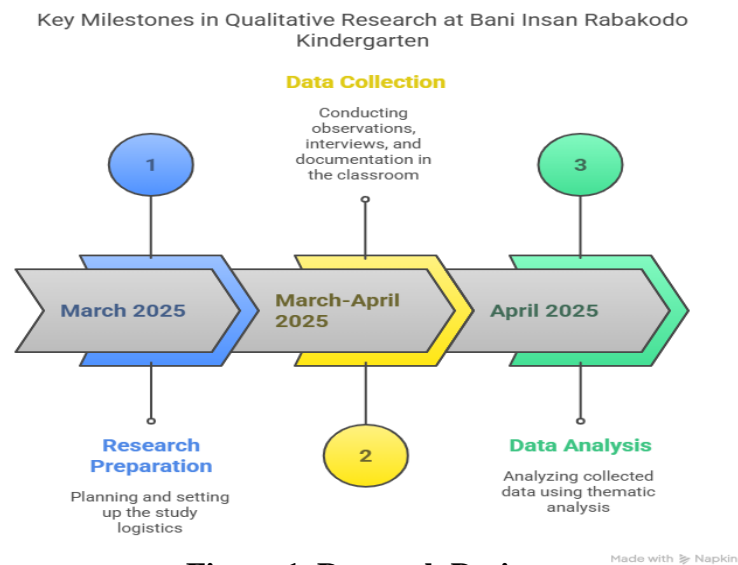 Key Milestones in Qualitative Research at Bani Insan Rabakodo
Kindergarten
Data Collection
Conducting
observations,
interviews, and
documentation in
the classroom
1
3
March 2025
March-April
2025
April 2025
Research
Preparation
Planning and setting
up the study
logistics
2
Data Analysis
Analyzing collected
data using thematic
analysis
Made with Napkin